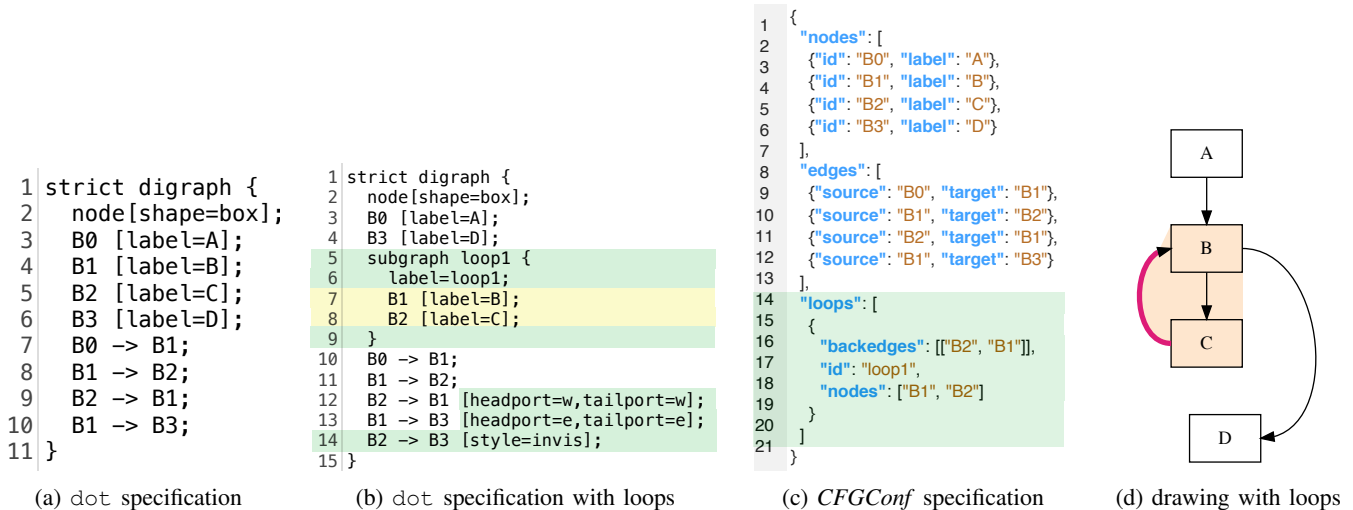 1 strict digraph {
2 node[shape=box];
3 B0 [label=A];
4 B1 [label=B];
5 B2 [label=C];
6 B3 [label=D];
7 B0 -> B1;
8 B1 -> B2;
9 B2 -> B1;
10 B1 -> B3;
11 }
(a) dot specification
1 strict digraph {
2 node[shape=box];
3 B0 [label=A];
4 B3 [label=D];
5 subgraph loop1 {
6 label=loop1;
7 B1 [label=B];
8 B2 [label=C];
9 }
10 B0 -> B1;
11 B1 -> B2;
12 B2 -> B1 [headport=w,tailport=w];
13 B1 -> B3 [headport=e,tailport=e];
14 B2 -> B3 [style=invis];
15 }
(b) dot specification with loops
1 {
2 "nodes": [
3 {"id": "B0", "label": "A"},
4 {"id": "B1", "label": "B"},
5 {"id": "B2", "label": "C"},
6 {"id": "B3", "label": "D"}
7 ],
8 "edges": [
9 {"source": "B0", "target": "B1"},
10 {"source": "B1", "target": "B2"},
11 {"source": "B2", "target": "B1"},
12 {"source": "B1", "target": "B3"}
13 ],
14 "loops": [
15 {
16 "backedges": [["B2", "B1"]],
17 "id": "loop1",
18 "nodes": ["B1", "B2"]
19 }
20 ]
21 }
(c) CFGConf specification
A
B
C
D
(d) drawing with loops